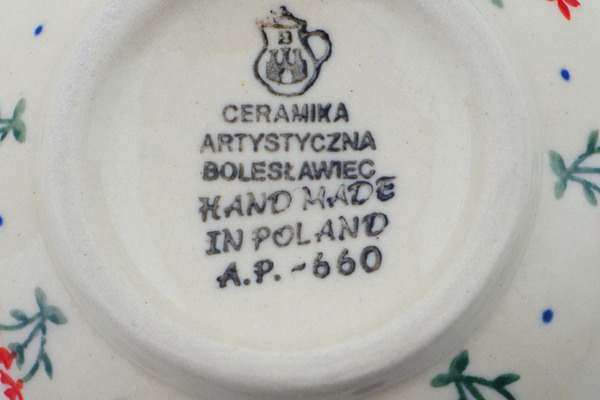 CERAMIKA
ARTYSTYCZNA
BOLESŁAWIEC
HAND MADE
IN POLAND
A.P. - 660